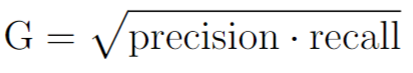 G = √precision · recall